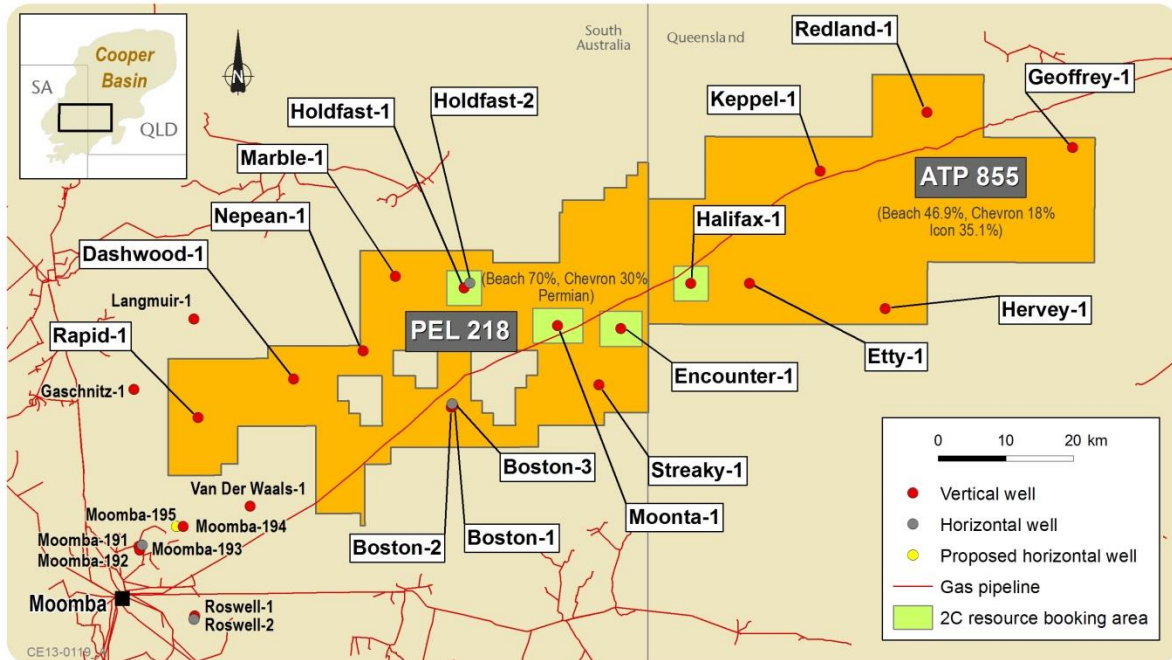 Cooper
Basin
SA
QLD
N
South
Australia
Queensland
Redland-1
Geoffrey-1
Holdfast-2
Holdfast-1
Keppel-1
Marble-1
ATP 855
(Beach 46.9%, Chevron 18%
Icon 35.1%)
Nepean-1
Halifax-1
Dashwood-1
(Beach 70%, Chevron 30%
Permian)
Langmuir-1
PEL 218
Hervey-1
Rapid-1
Etty-1
Encounter-1
Gaschnitz-1
Boston-3
Streaky-1
Van Der Waals-1
Moonta-1
Moomba-195
Moomba-194
Boston-1
Boston-2
Moomba-191
Moomba-193
Moomba-192
Moomba
Roswell-1
Roswell-2
0 10 20 km
Vertical well
Horizontal well
Proposed horizontal well
Gas pipeline
2C resource booking area